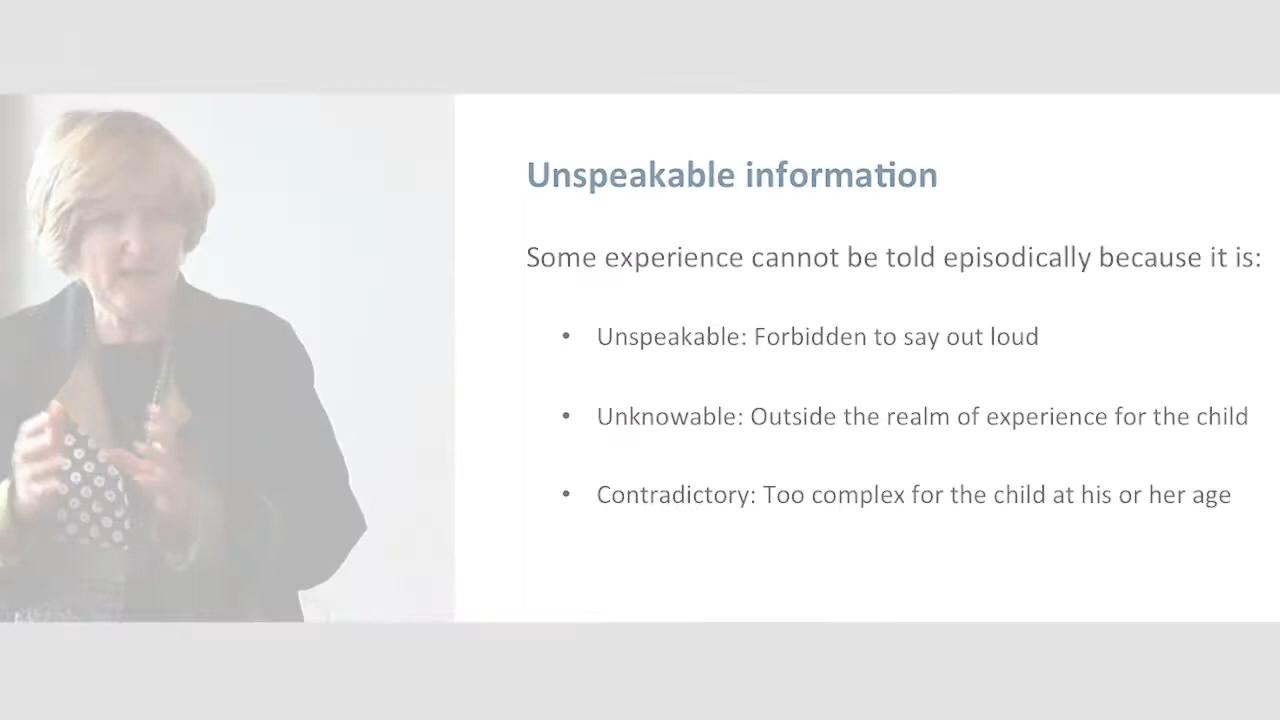 Unspeakable information
Some experience cannot be told episodically because it is:
• Unspeakable: Forbidden to say out loud
• Unknowable: Outside the realm of experience for the child
• Contradictory: Too complex for the child at his or her age